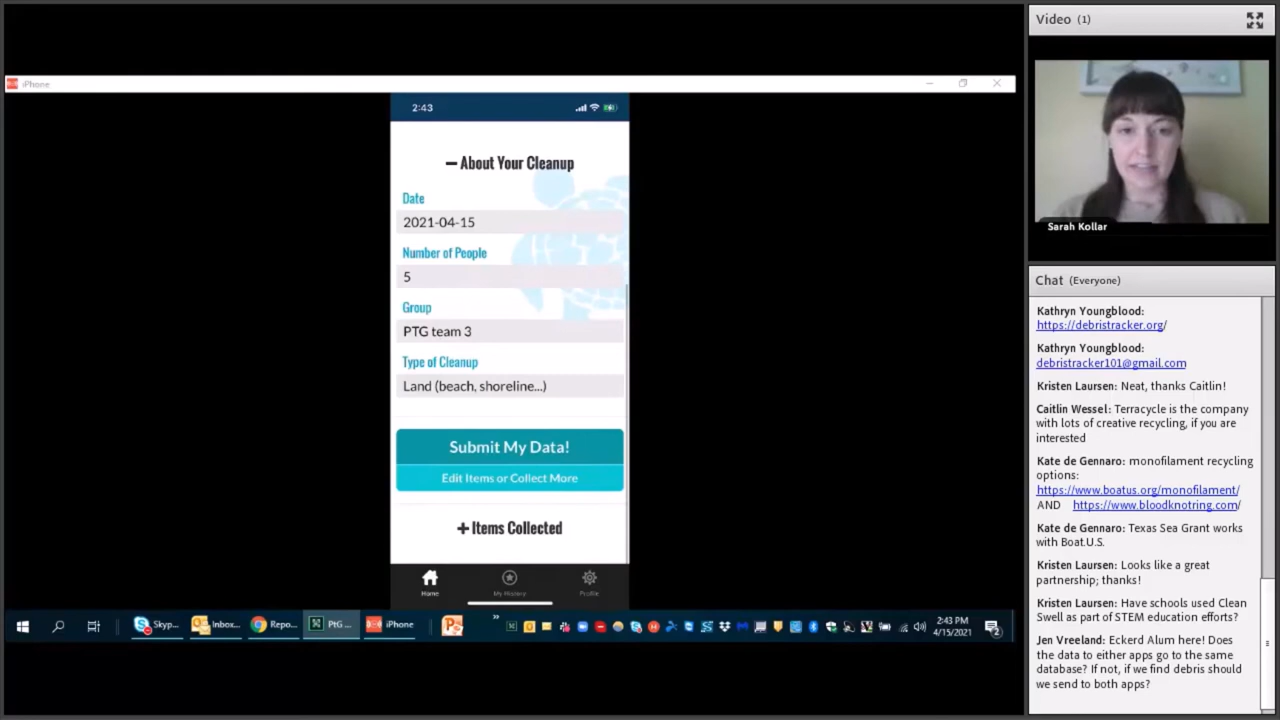 iPhone
2:43
About Your Cleanup
Date
2021-04-15
Number of People
5
Group
PTG team 3
Type of Cleanup
Land (beach, shoreline...)
Submit My Data!
Edit Items or Collect More
+ Items Collected
Home
My History
Profile
Skyp...
Inbox...
Repo...
PtG ...
iPhone
2:43 PM
4/15/2021
2
Video (1)
Sarah Kollar
Chat (Everyone)
Kathryn Youngblood:
https://debristracker.org/
Kathryn Youngblood:
debristracker101@gmail.com
Kristen Laursen: Neat, thanks Caitlin!
Caitlin Wessel: Terracycle is the company
with lots of creative recycling, if you are
interested
Kate de Gennaro: monofilament recycling
options:
https://www.boatus.org/monofilament/
AND https://www.bloodknotring.com/
Kate de Gennaro: Texas Sea Grant works
with Boat.U.S.
Kristen Laursen: Looks like a great
partnership; thanks!
Kristen Laursen: Have schools used Clean
Swell as part of STEM education efforts?
Jen Vreeland: Eckerd Alum here! Does
the data to either apps go to the same
database? If not, if we find debris should
we send to both apps?